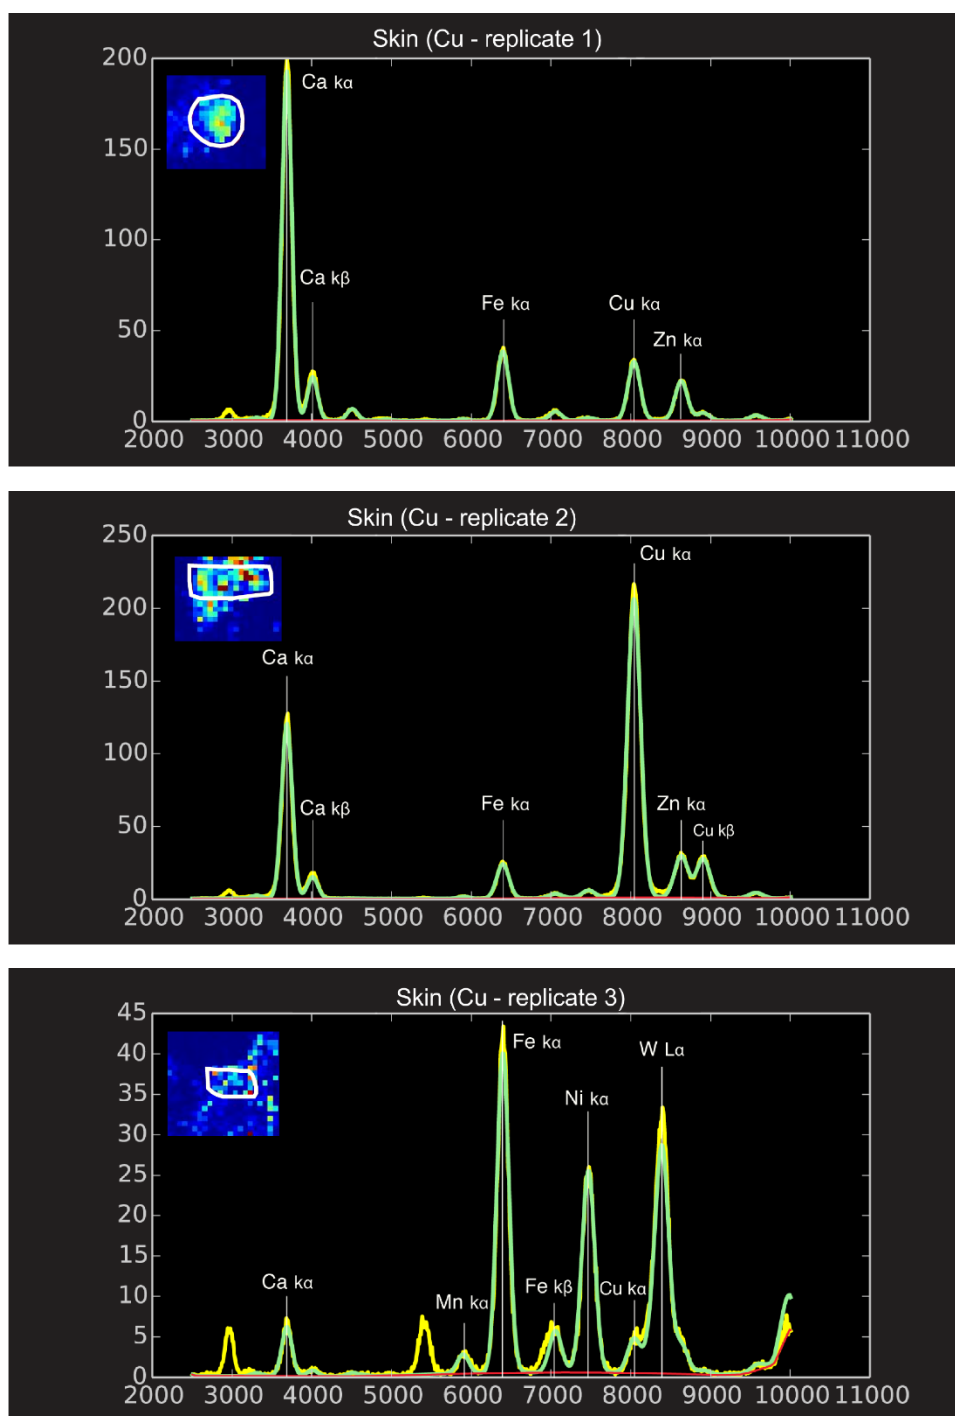 Skin (Cu - replicate 1)
200
150
100
50
0
Ca kα
Ca kβ
Fe kα
Cu kα
Zn kα
2000 3000 4000 5000 6000 7000 8000 9000 10000 11000
Skin (Cu - replicate 2)
250
200
150
100
50
0
Ca kα
Ca kβ
Fe kα
Cu kα
Zn kα
Cu kβ
2000 3000 4000 5000 6000 7000 8000 9000 10000 11000
Skin (Cu - replicate 3)
45
40
35
30
25
20
15
10
5
0
Ca kα
Mn kα
Fe kα
Fe kβ
Ni kα
Cu kα
W Lα
2000 3000 4000 5000 6000 7000 8000 9000 10000 11000